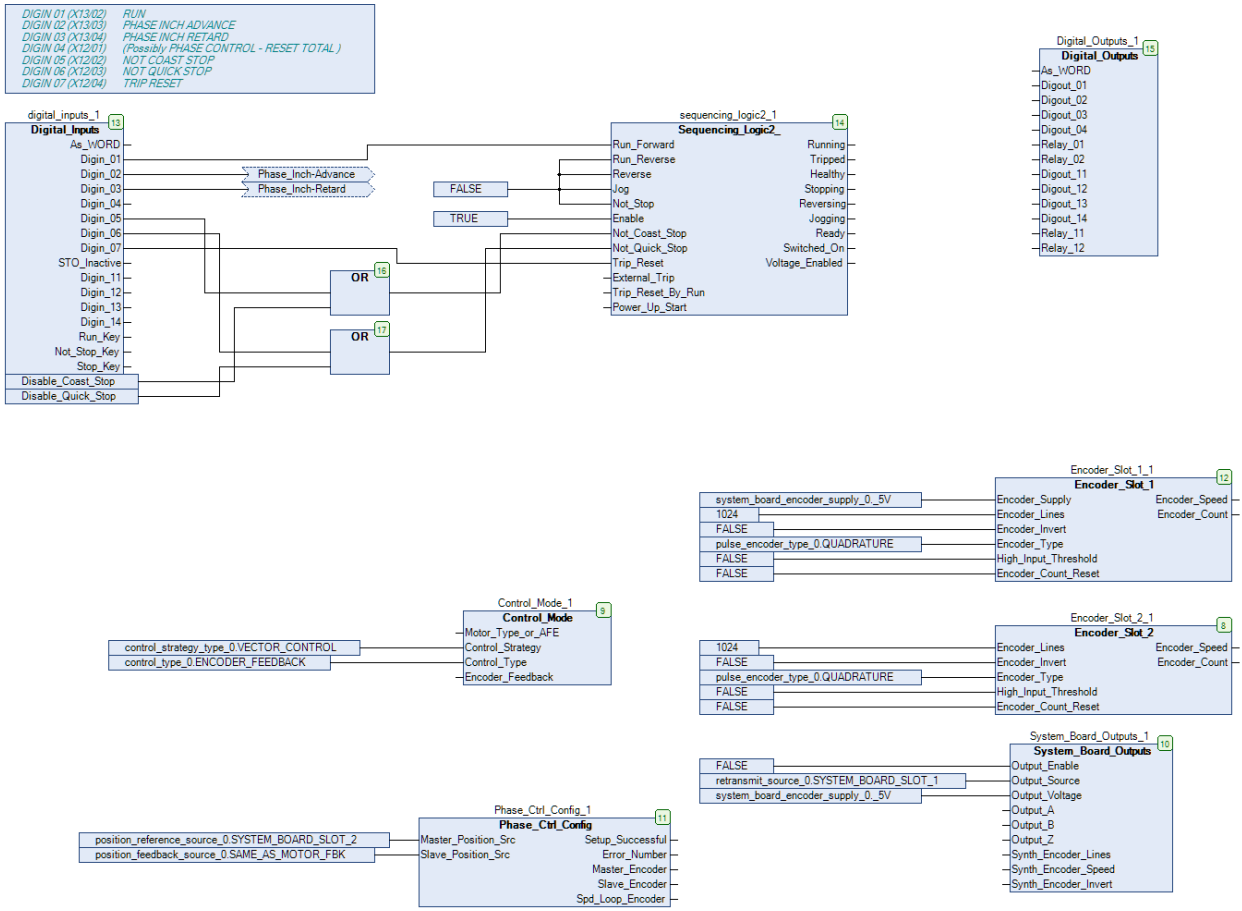 DIGIN 01 (X13/02) RUN
DIGIN 02 (X13/03) PHASE INCH ADVANCE
DIGIN 03 (X13/04) PHASE INCH RETARD
DIGIN 04 (X12/01) (Possibly PHASE CONTROL - RESET TOTAL )
DIGIN 05 (X12/02) NOT COAST STOP
DIGIN 06 (X12/03) NOT QUICK STOP
DIGIN 07 (X12/04) TRIP RESET
digital_inputs_1
13
Digital_Inputs
As_WORD
Digin_01
Digin_02
Digin_03
Digin_04
Digin_05
Digin_06
Digin_07
STO_Inactive
Digin_11
Digin_12
Digin_13
Digin_14
Run_Key
Not_Stop_Key
Stop_Key
Disable_Coast_Stop
Disable_Quick_Stop
Phase_Inch-Advance
Phase_Inch-Retard
OR
16
OR
17
FALSE
TRUE
sequencing_logic2_1
14
Sequencing_Logic2_
Run_Forward Running
Run_Reverse Tripped
Reverse Healthy
Jog Stopping
Not_Stop Reversing
Enable Jogging
Not_Coast_Stop Ready
Not_Quick_Stop Switched_On
Trip_Reset Voltage_Enabled
External_Trip
Trip_Reset_By_Run
Power_Up_Start
Digital_Outputs_1
15
Digital_Outputs
As_WORD
Digout_01
Digout_02
Digout_03
Digout_04
Relay_01
Relay_02
Digout_11
Digout_12
Digout_13
Digout_14
Relay_11
Relay_12
Encoder_Slot_1_1
12
Encoder_Slot_1
system_board_encoder_supply_0._5V Encoder_Supply Encoder_Speed
1024 Encoder_Lines Encoder_Count
FALSE Encoder_Invert
pulse_encoder_type_0.QUADRATURE Encoder_Type
FALSE High_Input_Threshold
FALSE Encoder_Count_Reset
Control_Mode_1
9
Control_Mode
Motor_Type_or_AFE
control_strategy_type_0.VECTOR_CONTROL Control_Strategy
control_type_0.ENCODER_FEEDBACK Control_Type
Encoder_Feedback
Encoder_Slot_2_1
8
Encoder_Slot_2
1024 Encoder_Lines Encoder_Speed
FALSE Encoder_Invert Encoder_Count
pulse_encoder_type_0.QUADRATURE Encoder_Type
FALSE High_Input_Threshold
FALSE Encoder_Count_Reset
System_Board_Outputs_1
10
System_Board_Outputs
FALSE Output_Enable
retransmit_source_0.SYSTEM_BOARD_SLOT_1 Output_Source
system_board_encoder_supply_0._5V Output_Voltage
Output_A
Output_B
Output_Z
Synth_Encoder_Lines
Synth_Encoder_Speed
Synth_Encoder_Invert
Phase_Ctrl_Config_1
11
Phase_Ctrl_Config
position_reference_source_0.SYSTEM_BOARD_SLOT_2 Master_Position_Src Setup_Successful
position_feedback_source_0.SAME_AS_MOTOR_FBK Slave_Position_Src Error_Number
Master_Encoder
Slave_Encoder
Spd_Loop_Encoder